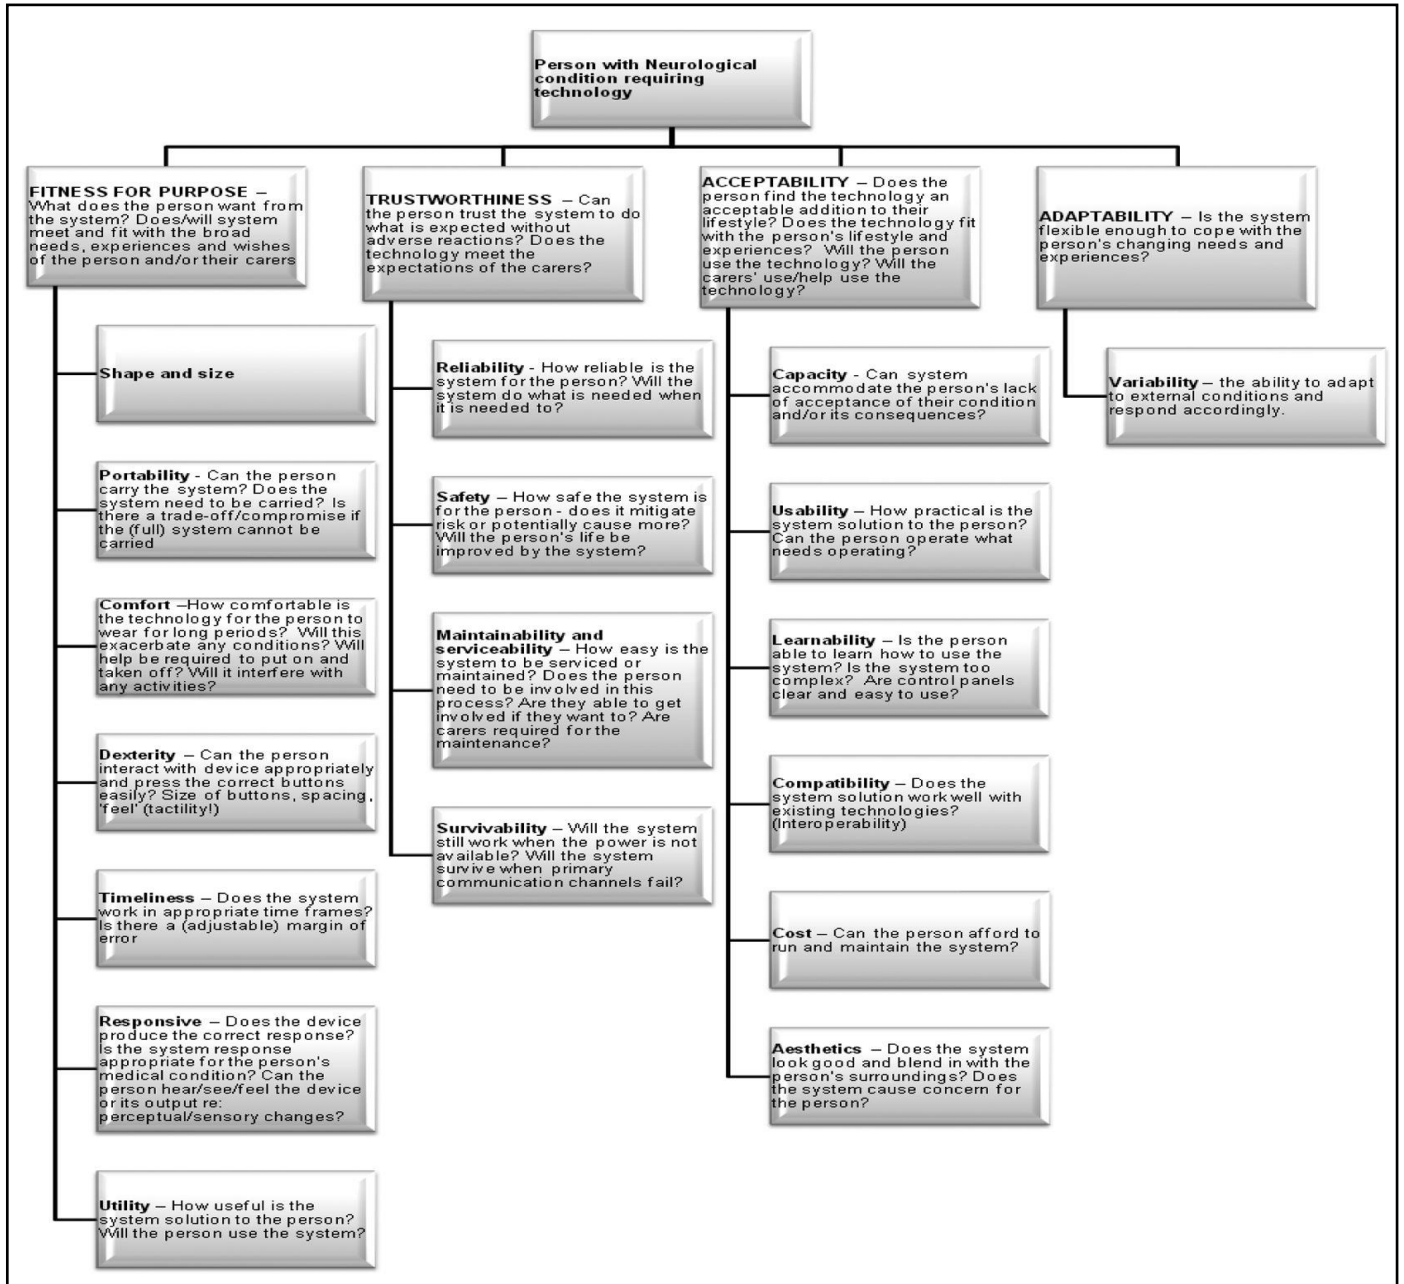 Person with Neurological
condition requiring
technology
FITNESS FOR PURPOSE –
What does the person want from
the system? Does/will system
meet and fit with the broad
needs, experiences and wishes
of the person and/or their carers
Shape and size
Portability - Can the person
carry the system? Does the
system need to be carried? Is
there a trade-off/compromise if
the (full) system cannot be
carried
Comfort –How comfortable is
the technology for the person to
wear for long periods? Will this
exacerbate any conditions? Will
help be required to put on and
taken off? Will it interfere with
any activities?
Dexterity – Can the person
interact with device appropriately
and press the correct buttons
easily? Size of buttons, spacing,
'feel' (tactility!)
Timeliness – Does the system
work in appropriate time frames?
Is there a (adjustable) margin of
error
Responsive – Does the device
produce the correct response?
Is the system response
appropriate for the person's
medical condition? Can the
person hear/see/feel the device
or its output re:
perceptual/sensory changes?
Utility – How useful is the
system solution to the person?
Will the person use the system?
TRUSTWORTHINESS – Can
the person trust the system to do
what is expected without
adverse reactions? Does the
technology meet the
expectations of the carers?
Reliability - How reliable is the
system for the person? Will the
system do what is needed when
it is needed to?
Safety – How safe the system is
for the person - does it mitigate
risk or potentially cause more?
Will the person's life be
improved by the system?
Maintainability and
serviceability – How easy is the
system to be serviced or
maintained? Does the person
need to be involved in this
process? Are they able to get
involved if they want to? Are
carers required for the
maintenance?
Survivability – Will the system
still work when the power is not
available? Will the system
survive when primary
communication channels fail?
ACCEPTABILITY – Does the
person find the technology an
acceptable addition to their
lifestyle? Does the technology fit
with the person's lifestyle and
experiences? Will the person
use the technology? Will the
carers' use/help use the
technology?
Capacity - Can system
accommodate the person's lack
of acceptance of their condition
and/or its consequences?
Usability – How practical is the
system solution to the person?
Can the person operate what
needs operating?
Learnability – Is the person
able to learn how to use the
system? Is the system too
complex? Are control panels
clear and easy to use?
Compatibility – Does the
system solution work well with
existing technologies?
(Interoperability)
Cost – Can the person afford to
run and maintain the system?
Aesthetics – Does the system
look good and blend in with the
person's surroundings? Does
the system cause concern for
the person?
ADAPTABILITY – Is the system
flexible enough to cope with the
person's changing needs and
experiences?
Variability – the ability to adapt
to external conditions and
respond accordingly.